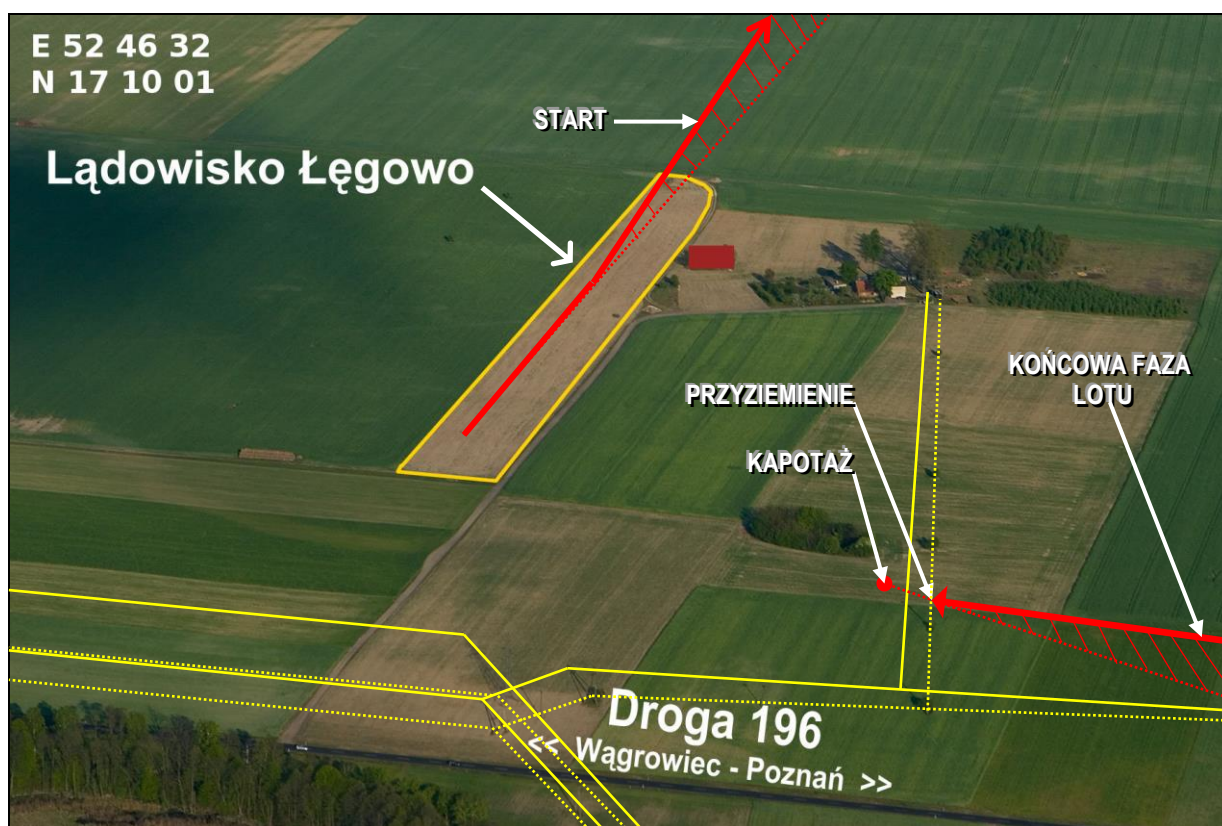 E 52 46 32
N 17 10 01
START
Lądowisko Łęgowo
KOŃCOWA FAZA
LOTU
PRZYZIEMIENIE
KAPOTAŻ
Droga 196
<< Wągrowiec - Poznań >>